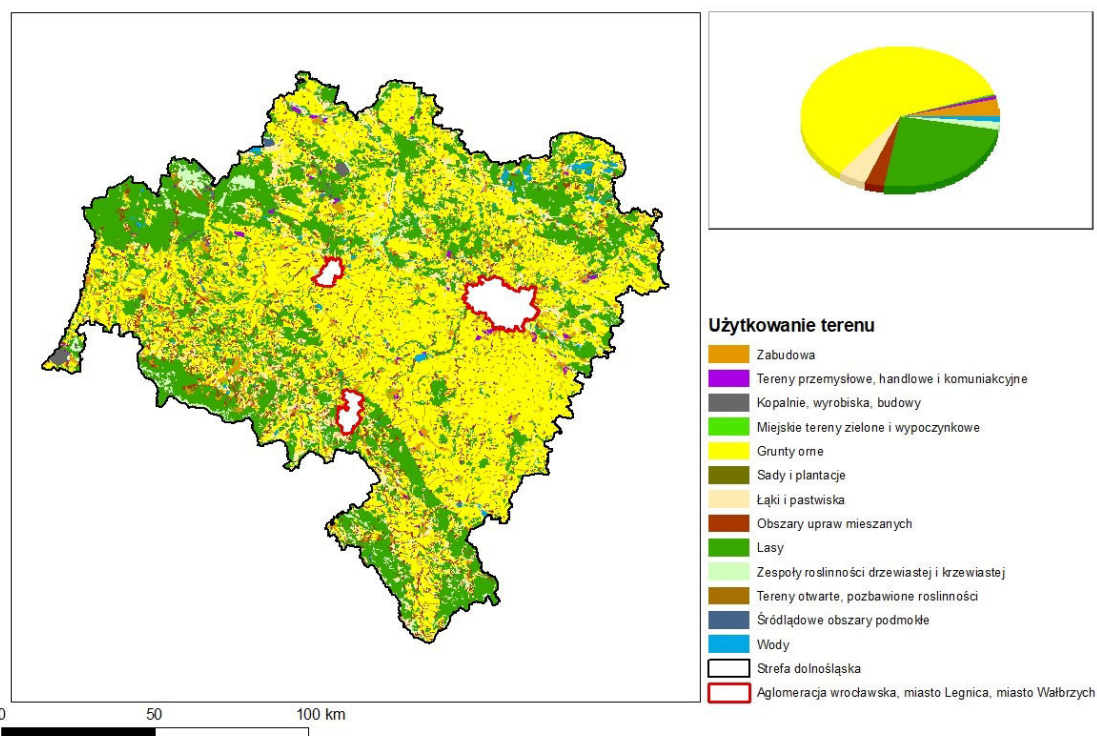 Użytkowanie terenu
Zabudowa
Tereny przemysłowe, handlowe i komuniakcyjne
Kopalnie, wyrobiska, budowy
Miejskie tereny zielone i wypoczynkowe
Grunty orne
Sady i plantacje
Łąki i pastwiska
Obszary upraw mieszanych
Lasy
Zespoły roslinności drzewiastej i krzewiastej
Tereny otwarte, pozbawione roslinności
Śródlądowe obszary podmokłe
Wody
Strefa dolnośląska
Aglomeracja wrocławska, miasto Legnica, miasto Wałbrzych
0 50 100 km